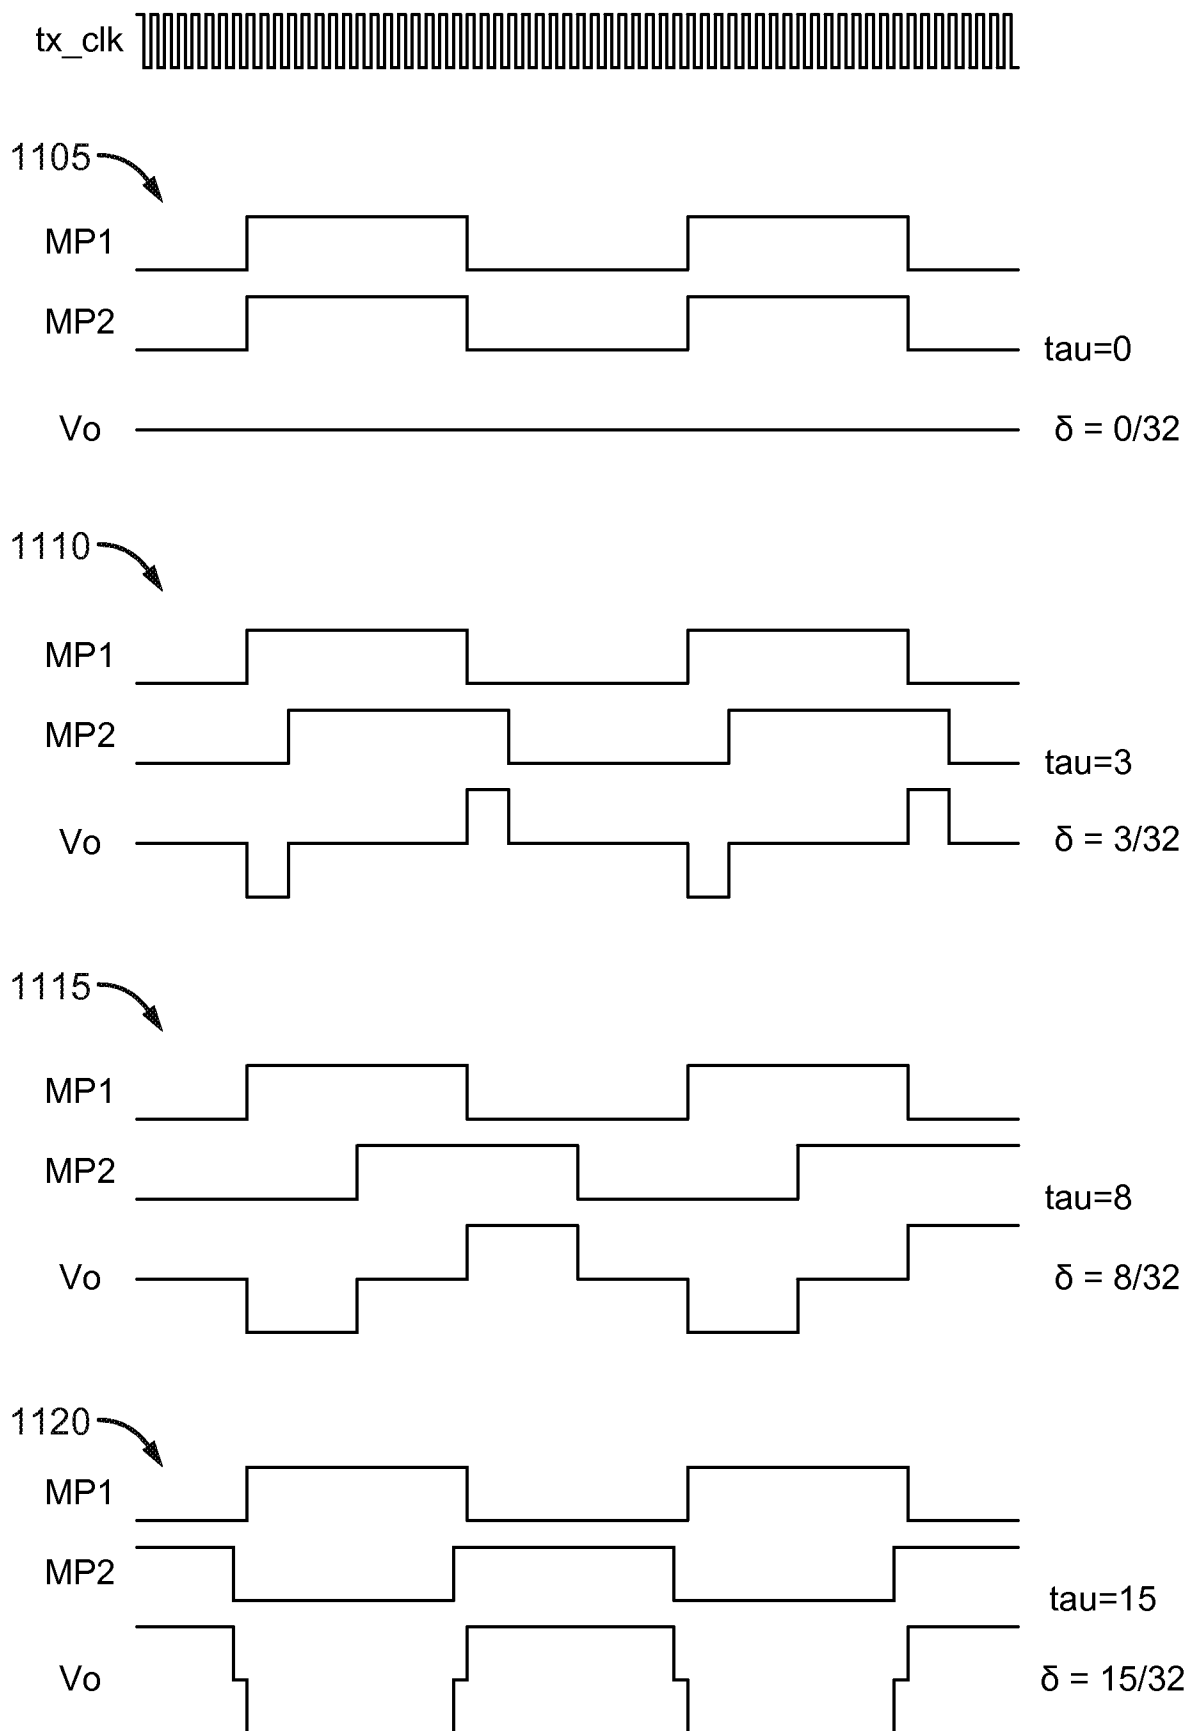 tx_clk
1105
MP1
MP2
tau=0
Vo
δ = 0/32
1110
MP1
MP2
tau=3
Vo
δ = 3/32
1115
MP1
MP2
tau=8
Vo
δ = 8/32
1120
MP1
MP2
tau=15
Vo
δ = 15/32